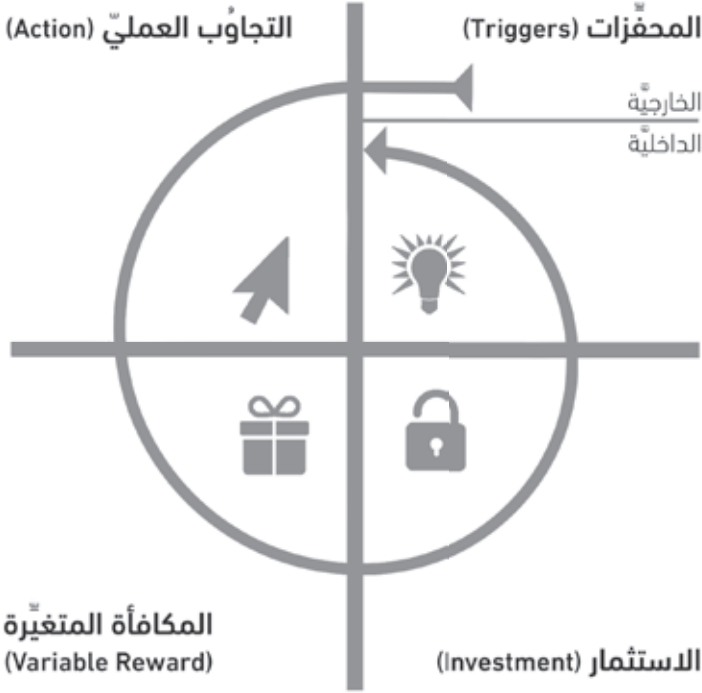 المحفِّزات (Triggers)
الخارجيَّة
الداخليَّة
التجاوُب العمليّ (Action)
المكافأة المتغيِّرة
(Variable Reward)
الاستثمار (Investment)